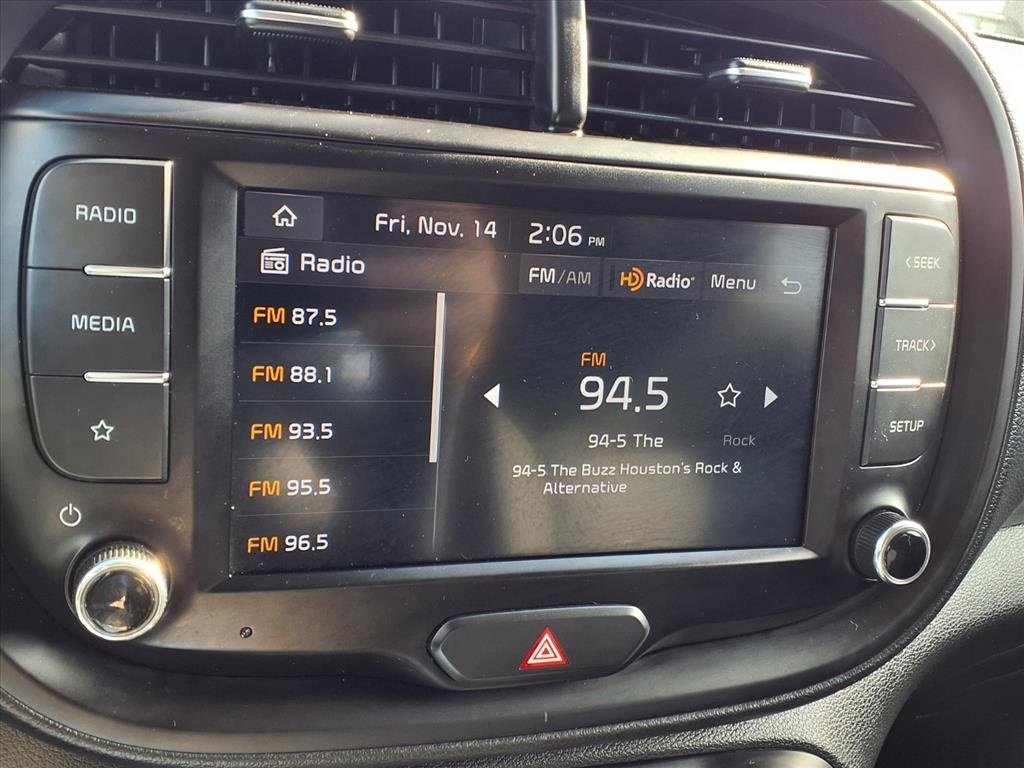 RADIO
MEDIA
Fri, Nov. 14 2:06 PM
Radio FM/AM HD Radio® Menu
FM 87.5
FM 88.1
FM 93.5
FM 95.5
FM 96.5
FM
94.5
94-5 The Rock
94-5 The Buzz Houston's Rock &
Alternative
< SEEK
TRACK >
SETUP